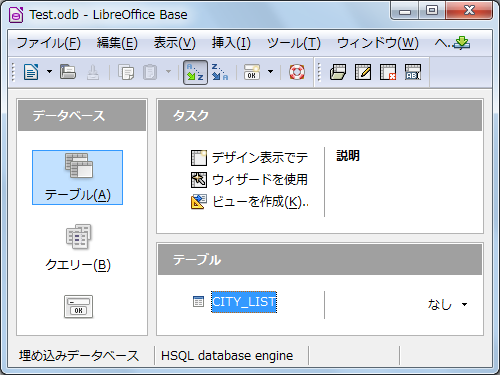 Test.odb - LibreOffice Base
ファイル(F) 編集(E) 表示(V) 挿入(I) ツール(T) ウィンドウ(W) ヘ..
データベース
テーブル(A)
クエリー(B)
OK
タスク
デザイン表示でテ
ウィザードを使用
ビューを作成(K)..
説明
テーブル
CITY_LIST
なし
埋め込みデータベース HSQL database engine